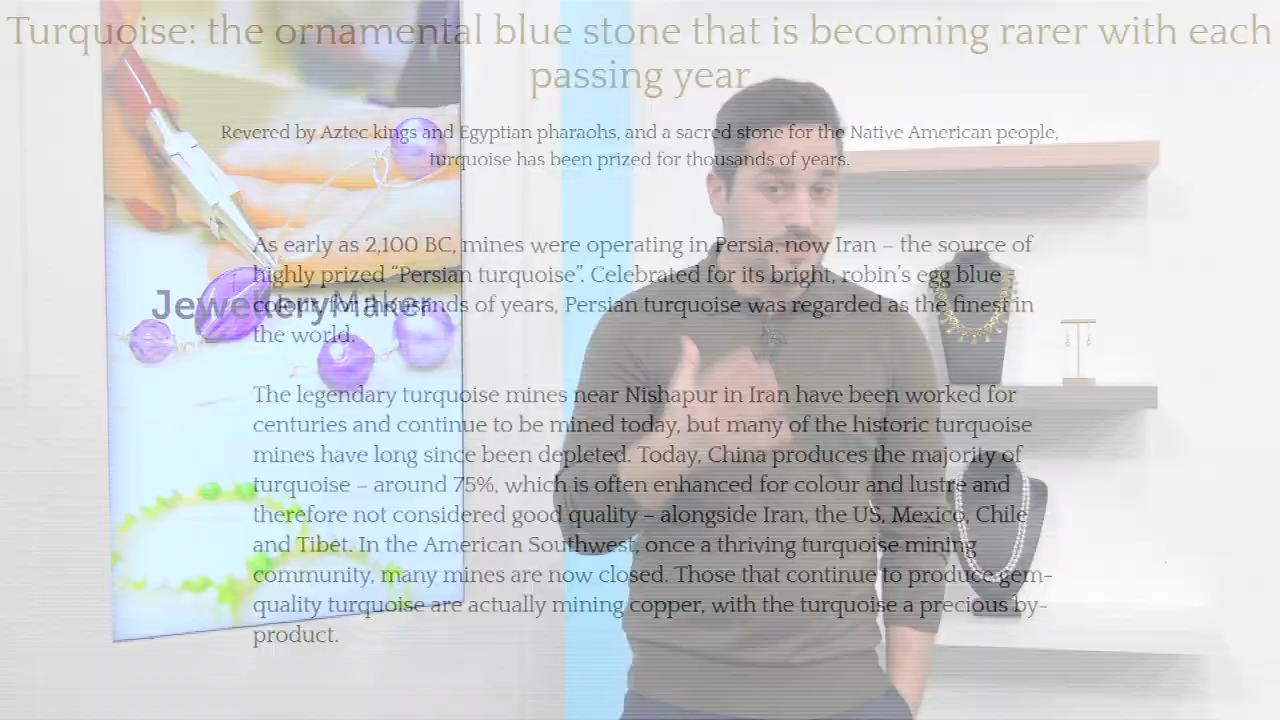 Turquoise: the ornamental blue stone that is becoming rarer with each
passing year
Revered by Aztec kings and Egyptian pharaohs, and a sacred stone for the Native American people,
turquoise has been prized for thousands of years.
As early as 2,100 BC, mines were operating in Persia, now Iran – the source of
highly prized “Persian turquoise”. Celebrated for its bright, robin’s egg blue
colour for thousands of years, Persian turquoise was regarded as the finest in
the world.
JewelleryMaker
The legendary turquoise mines near Nishapur in Iran have been worked for
centuries and continue to be mined today, but many of the historic turquoise
mines have long since been depleted. Today, China produces the majority of
turquoise – around 75%, which is often enhanced for colour and lustre and
therefore not considered good quality – alongside Iran, the US, Mexico, Chile
and Tibet. In the American Southwest, once a thriving turquoise mining
community, many mines are now closed. Those that continue to produce gem-
quality turquoise are actually mining copper, with the turquoise a precious by-
product.